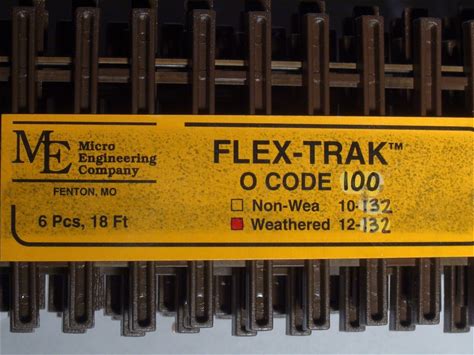 ME Micro
Engineering
Company
FENTON, MO
6 Pcs, 18 Ft
FLEX-TRAK™
O CODE 100
Non-Wea 10-132
Weathered 12-132